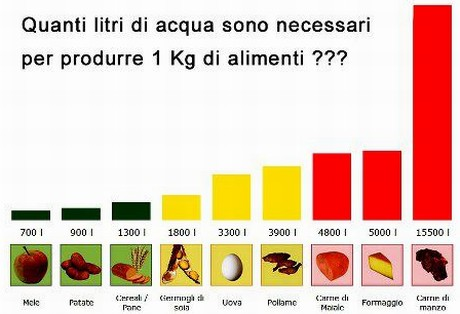 Quanti litri di acqua sono necessari
per produrre 1 Kg di alimenti ???
700 l 900 l 1300 l 1800 l 3300 l 3900 l 4800 l 5000 l 15500 l
Mele Patate Cereali / Pane Germogli di soia Uova Pollame Carne di Maiale Formaggio Carne di manzo